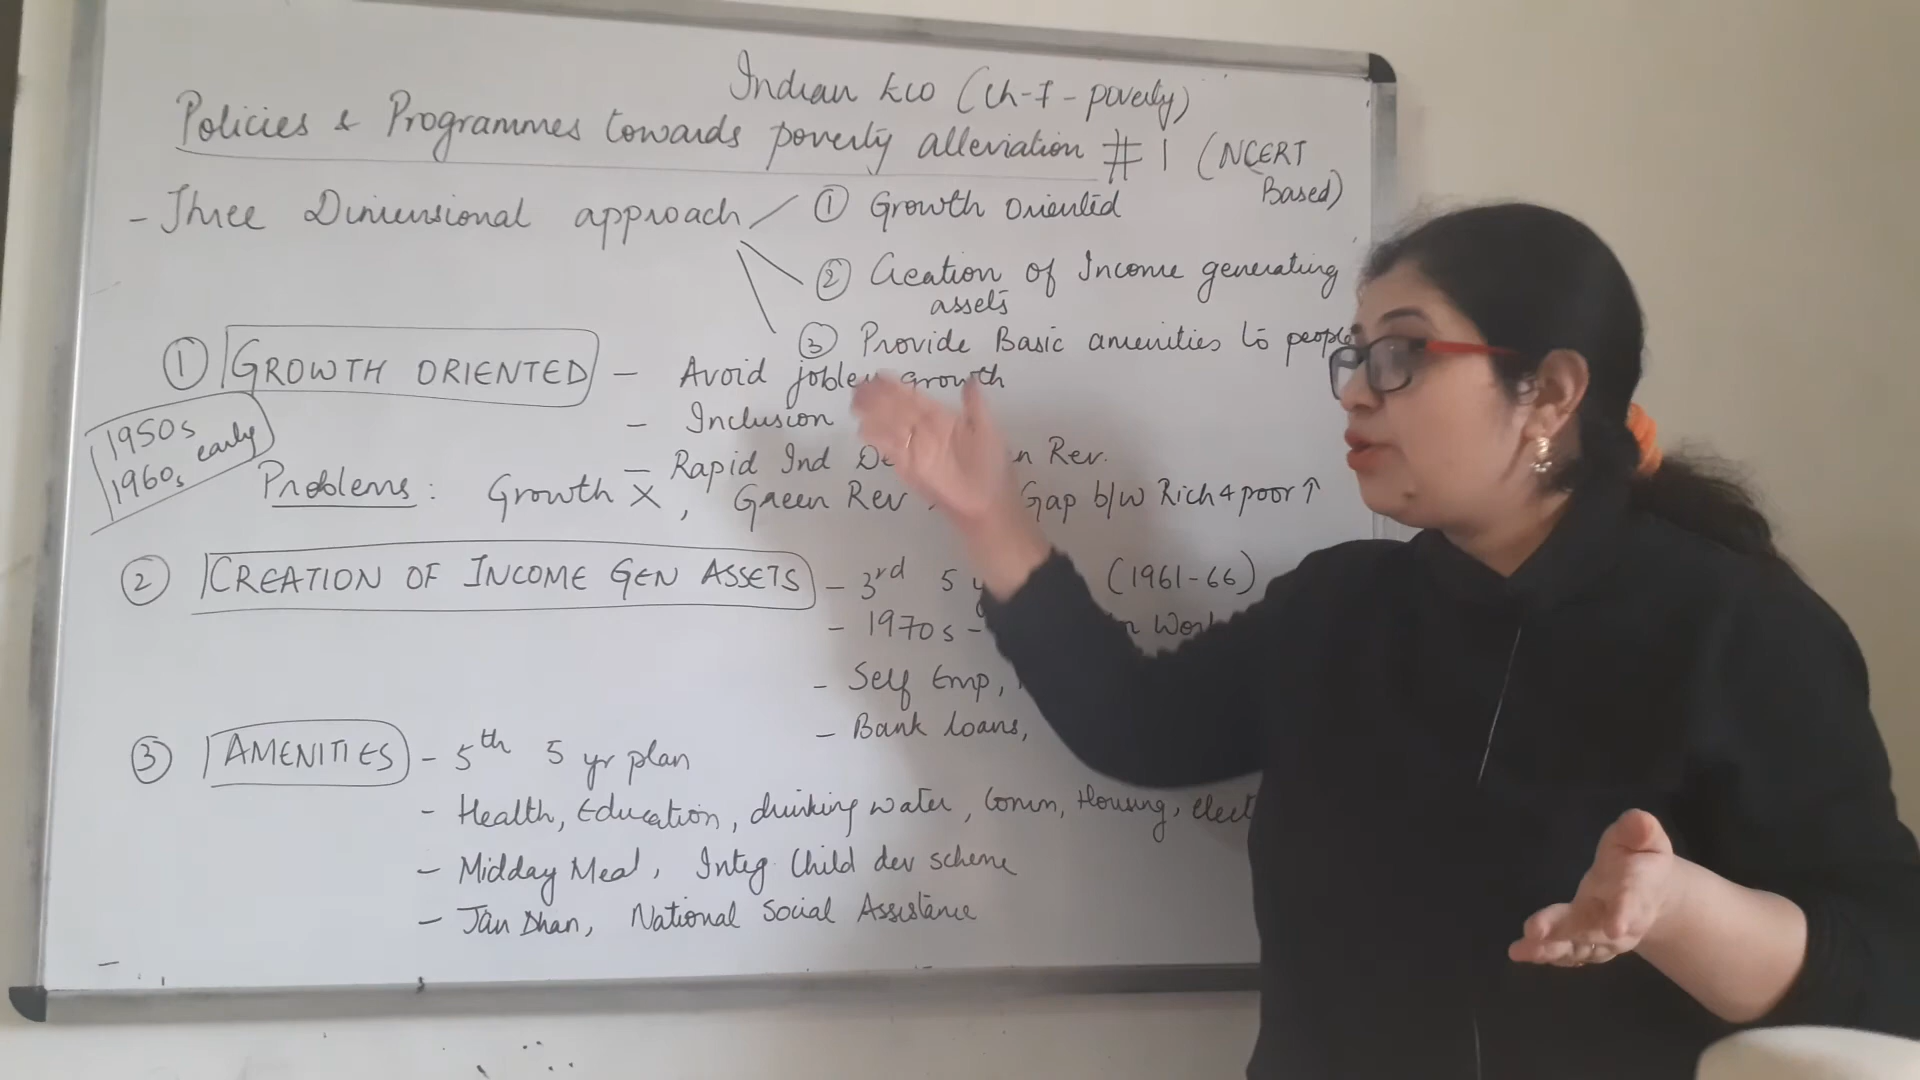 Indian Eco (Ch-I - poverty)
Policies & Programmes towards poverty alleviation #1 (NCERT Based)
- Three Dimensional approach
① Growth Oriented
② Creation of Income generating assets
③ Provide Basic amenities to people
① GROWTH ORIENTED - Avoid jobless growth
- Inclusion
1950s
1960s early
- Rapid Ind Rev.
Problems : Growth X, Green Rev Gap b/w Rich & poor ↑
② CREATION OF INCOME GEN ASSETS - 3rd 5 (1961-66)
- 1970s -
- Self Emp,
- Bank loans,
③ AMENITIES - 5th 5 yr plan
- Health, Education, drinking water, Comm, Housing, elect
- Midday Meal, Integ Child dev scheme
- Jan Dhan, National Social Assistance